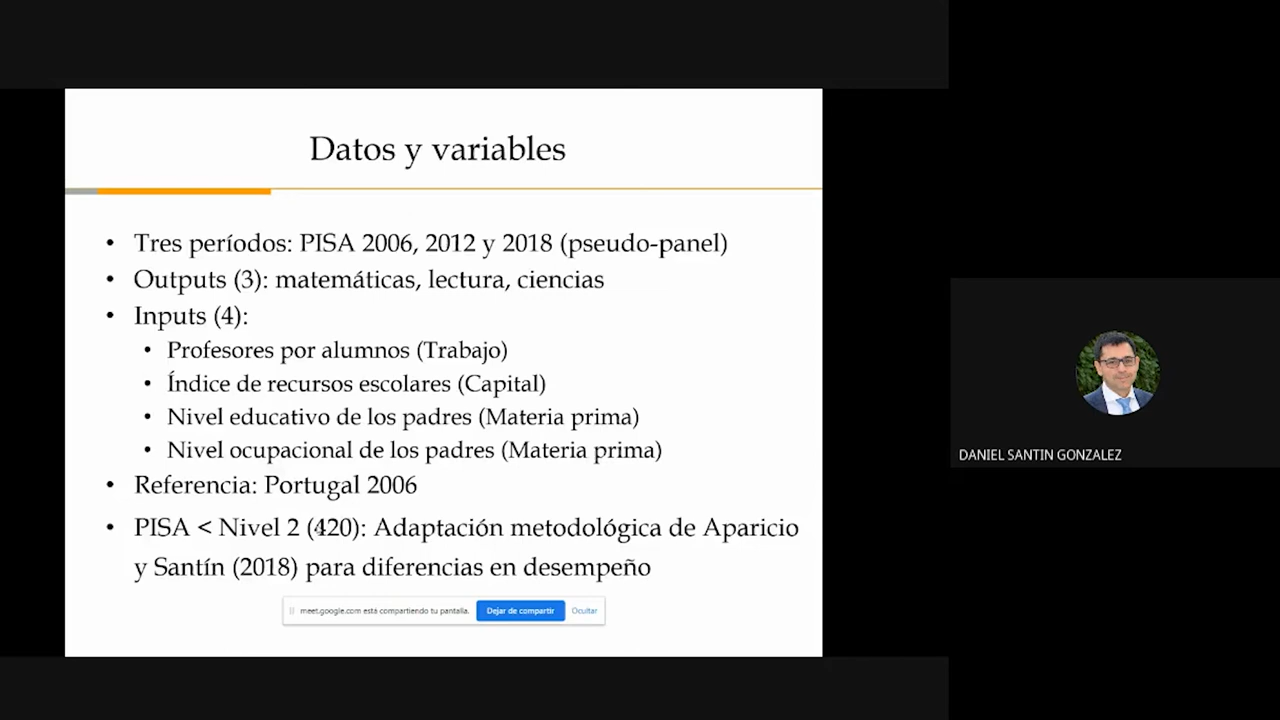 Datos y variables
• Tres períodos: PISA 2006, 2012 y 2018 (pseudo-panel)
• Outputs (3): matemáticas, lectura, ciencias
• Inputs (4):
• Profesores por alumnos (Trabajo)
• Índice de recursos escolares (Capital)
• Nivel educativo de los padres (Materia prima)
• Nivel ocupacional de los padres (Materia prima)
• Referencia: Portugal 2006
• PISA < Nivel 2 (420): Adaptación metodológica de Aparicio
y Santín (2018) para diferencias en desempeño
meet.google.com está compartiendo tu pantalla. Dejar de compartir Ocultar
DANIEL SANTIN GONZALEZ